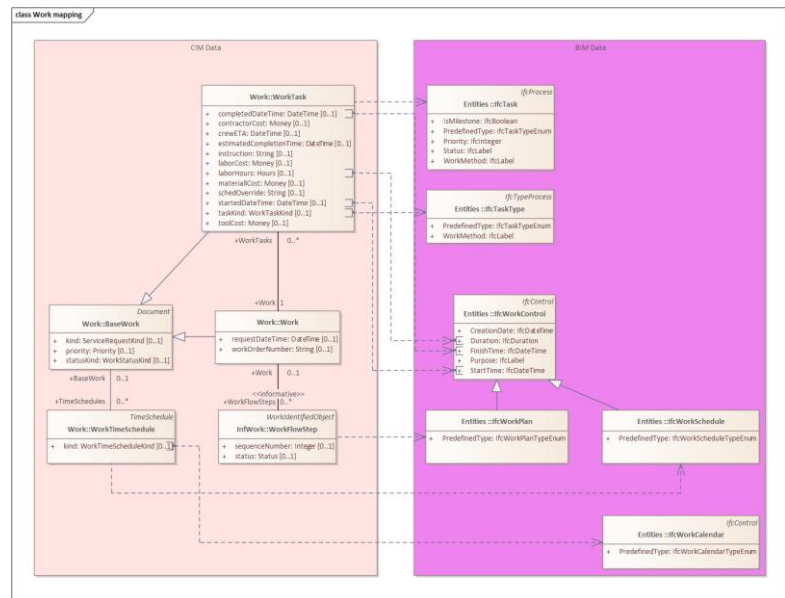 class Work mapping
CIM Data
Work::WorkTask
+ completedDateTime: DateTime [0..1]
+ contractorCost: Money [0..1]
+ crewETA: DateTime [0..1]
+ estimatedCompletionTime: DateTime [0..1]
+ instruction: String [0..1]
+ laborCost: Money [0..1]
+ laborHours: Hours [0..1]
+ materialCost: Money [0..1]
+ schedOverride: String [0..1]
+ startedDateTime: DateTime [0..1]
+ taskKind: WorkTaskKind [0..1]
+ toolCost: Money [0..1]
+WorkTasks 0..*
+Work 1
Document
Work::BaseWork
+ kind: ServiceRequestKind [0..1]
+ priority: Priority [0..1]
+ statusKind: WorkStatusKind [0..1]
+BaseWork 0..1
+TimeSchedules 0..*
Work::Work
+ requestDateTime: DateTime [0..1]
+ workOrderNumber: String [0..1]
+Work 0..1
<<informative>>
+WorkFlowSteps 0..*
TimeSchedule
Work::WorkTimeSchedule
+ kind: WorkTimeScheduleKind [0..1]
WorkIdentifiedObject
InfWork::WorkFlowStep
+ sequenceNumber: Integer [0..1]
+ status: Status [0..1]
BIM Data
IfcProcess
Entities ::IfcTask
+ IsMilestone: IfcBoolean
+ PredefinedType: IfcTaskTypeEnum
+ Priority: IfcInteger
+ Status: IfcLabel
+ WorkMethod: IfcLabel
IfcTypeProcess
Entities ::IfcTaskType
+ PredefinedType: IfcTaskTypeEnum
+ WorkMethod: IfcLabel
IfcControl
Entities ::IfcWorkControl
+ CreationDate: IfcDateTime
+ Duration: IfcDuration
+ FinishTime: IfcDateTime
+ Purpose: IfcLabel
+ StartTime: IfcDateTime
Entities ::IfcWorkPlan
+ PredefinedType: IfcWorkPlanTypeEnum
Entities ::IfcWorkSchedule
+ PredefinedType: IfcWorkScheduleTypeEnum
IfcControl
Entities ::IfcWorkCalendar
+ PredefinedType: IfcWorkCalendarTypeEnum